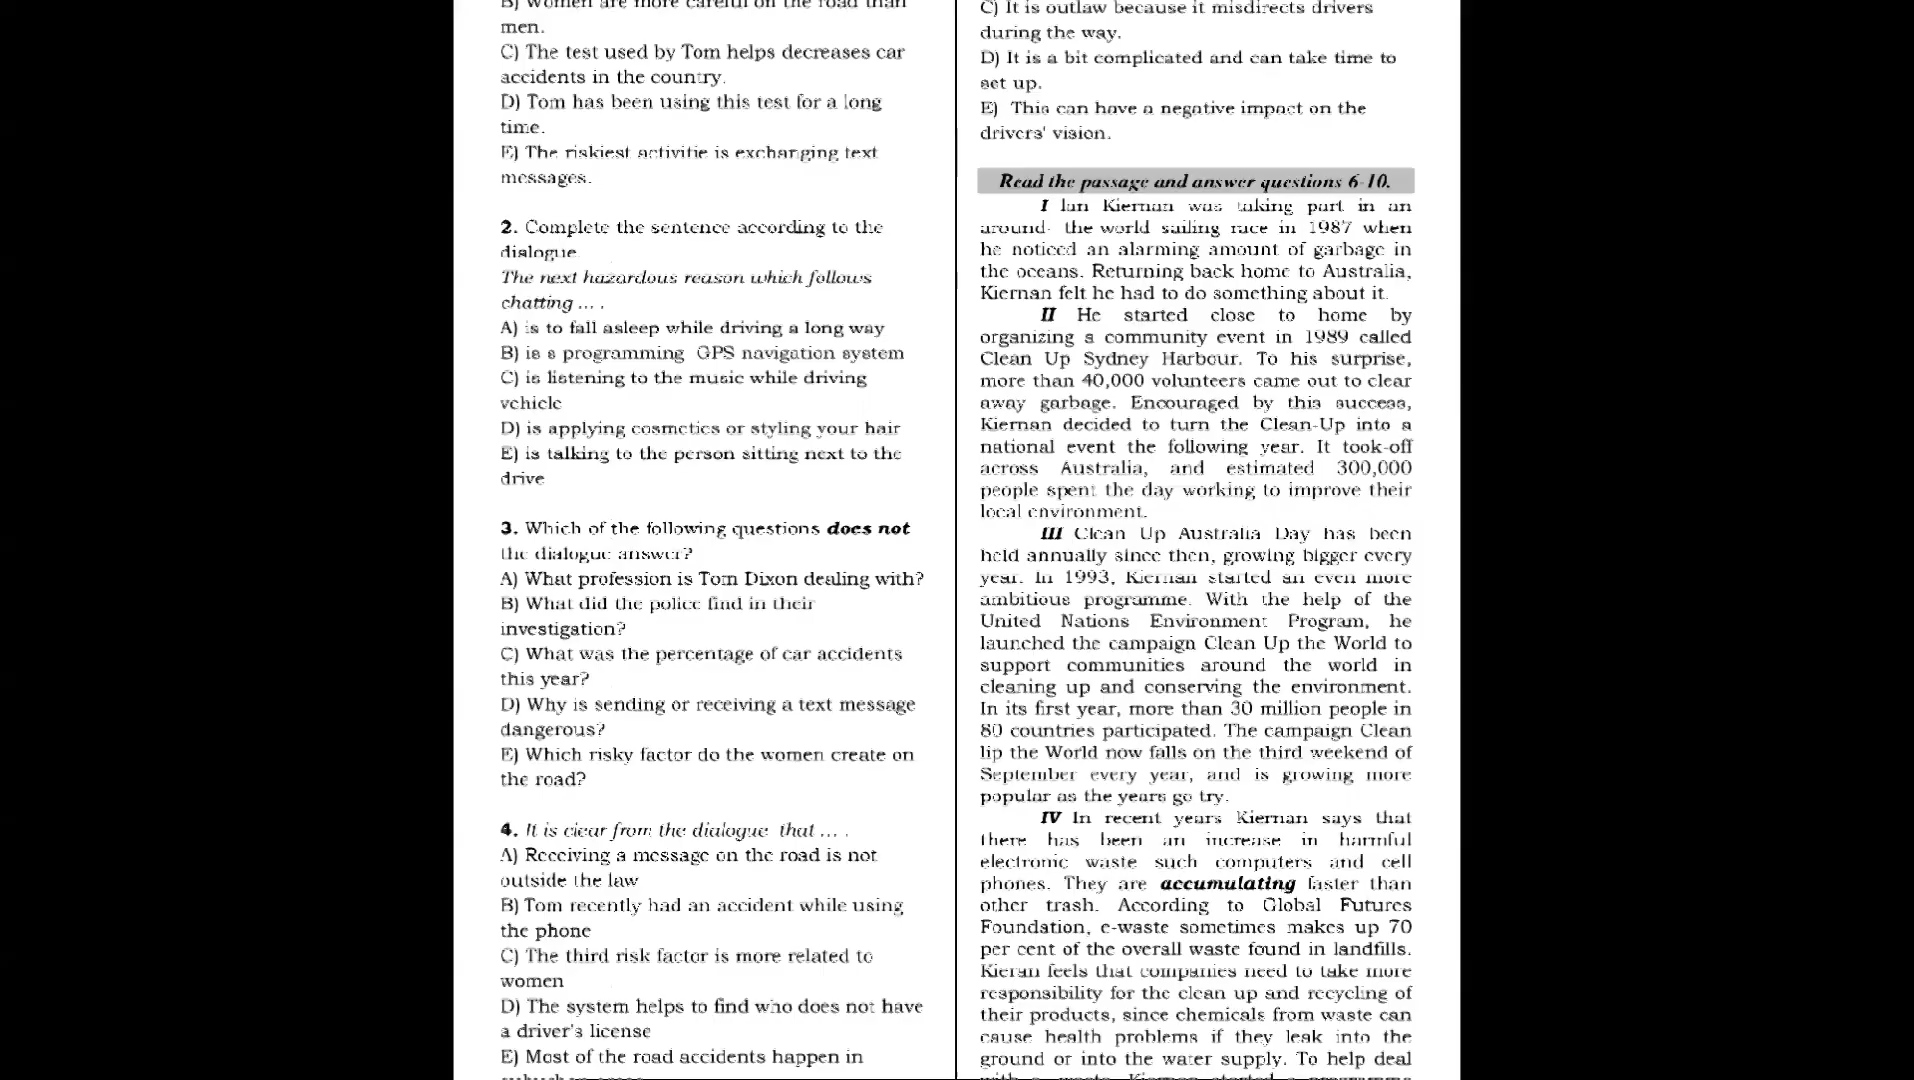 B) Women are more careful on the road than
men.
C) The test used by Tom helps decreases car
accidents in the country.
D) Tom has been using this test for a long
time.
E) The riskiest activitie is exchanging text
messages.
2. Complete the sentence according to the
dialogue
The next hazardous reason which follows
chatting ... .
A) is to fall asleep while driving a long way
B) is a programming GPS navigation system
C) is listening to the music while driving
vehicle
D) is applying cosmetics or styling your hair
E) is talking to the person sitting next to the
drive
3. Which of the following questions does not
the dialogue answer?
A) What profession is Tom Dixon dealing with?
B) What did the police find in their
investigation?
C) What was the percentage of car accidents
this year?
D) Why is sending or receiving a text message
dangerous?
E) Which risky factor do the women create on
the road?
4. It is clear from the dialogue that ... .
A) Receiving a message on the road is not
outside the law
B) Tom recently had an accident while using
the phone
C) The third risk factor is more related to
women
D) The system helps to find who does not have
a driver's license
E) Most of the road accidents happen in
C) It is outlaw because it misdirects drivers
during the way.
D) It is a bit complicated and can take time to
set up.
E) This can have a negative impact on the
drivers' vision.
Read the passage and answer questions 6-10.
I Ian Kiernan was taking part in an
around- the world sailing race in 1987 when
he noticed an alarming amount of garbage in
the oceans. Returning back home to Australia,
Kiernan felt he had to do something about it.
II He started close to home by
organizing a community event in 1989 called
Clean Up Sydney Harbour. To his surprise,
more than 40,000 volunteers came out to clear
away garbage. Encouraged by this success,
Kiernan decided to turn the Clean-Up into a
national event the following year. It took-off
across Australia, and estimated 300,000
people spent the day working to improve their
local environment.
III Clean Up Australia Day has been
held annually since then, growing bigger every
year. In 1993, Kiernan started an even more
ambitious programme. With the help of the
United Nations Environment Program, he
launched the campaign Clean Up the World to
support communities around the world in
cleaning up and conserving the environment.
In its first year, more than 30 million people in
80 countries participated. The campaign Clean
lip the World now falls on the third weekend of
September every year, and is growing more
popular as the years go try.
IV In recent years Kiernan says that
there has been an increase in harmful
electronic waste such computers and cell
phones. They are accumulating faster than
other trash. According to Global Futures
Foundation, e-waste sometimes makes up 70
per cent of the overall waste found in landfills.
Kieran feels that companies need to take more
responsibility for the clean up and recycling of
their products, since chemicals from waste can
cause health problems if they leak into the
ground or into the water supply. To help deal